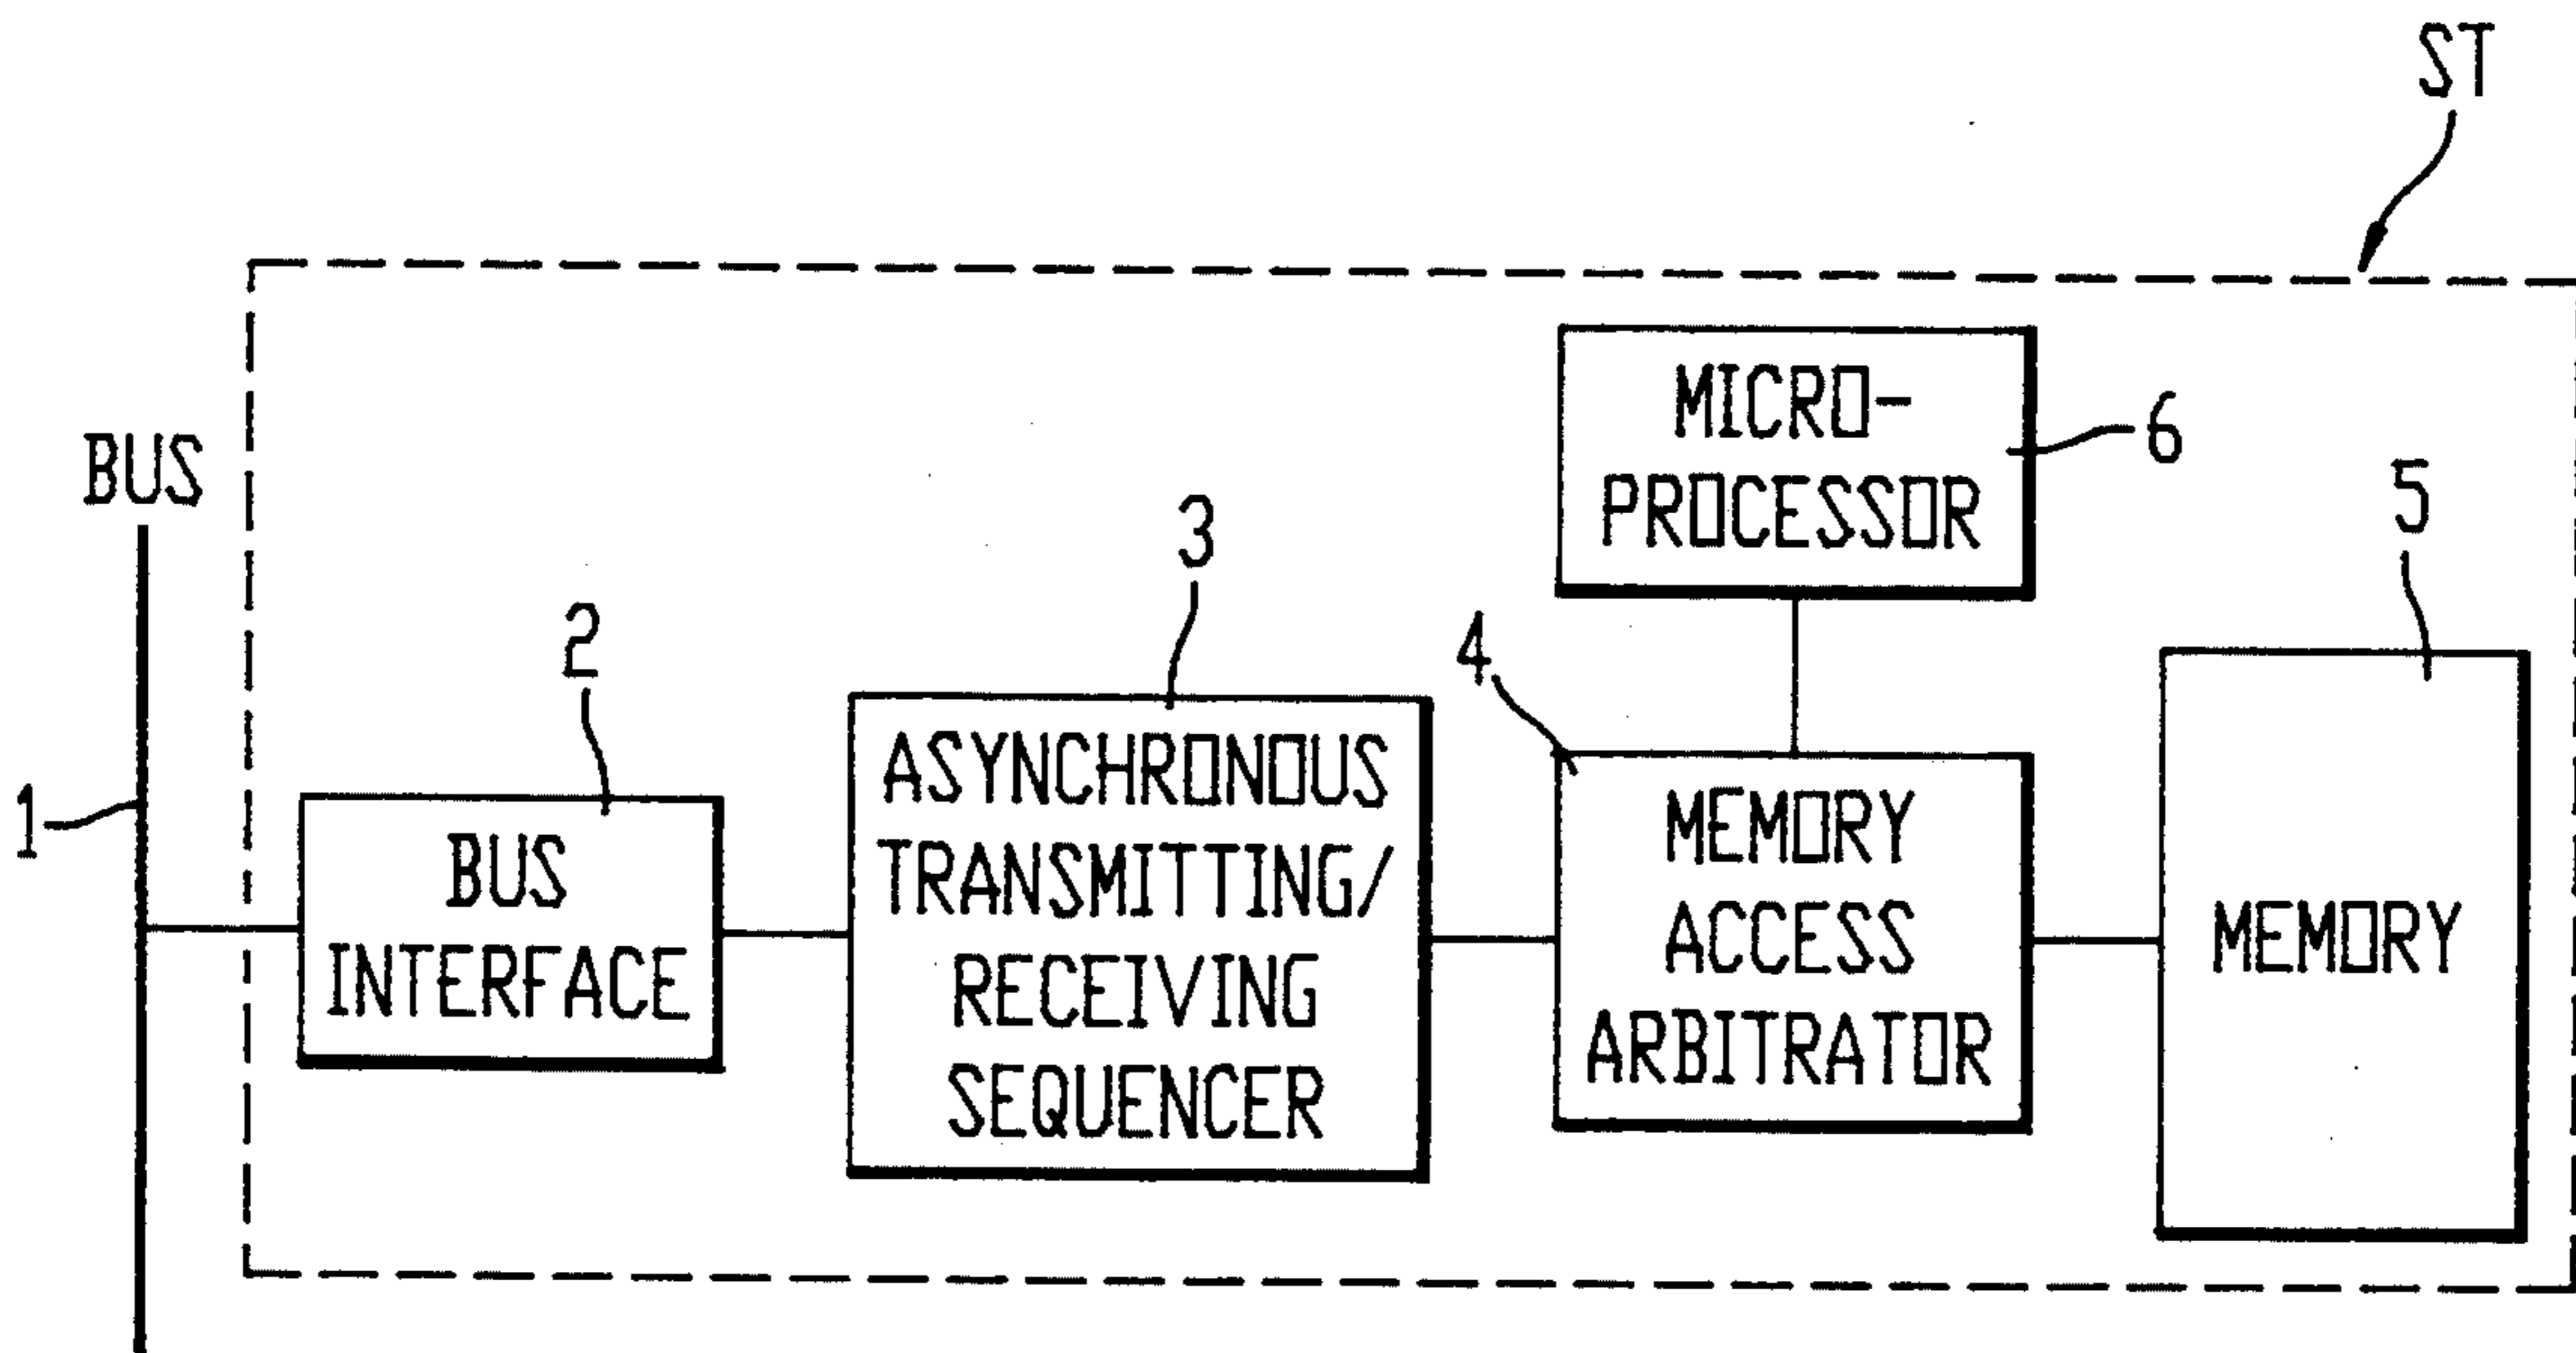 ST
BUS
1
2
BUS
INTERFACE
3
ASYNCHRONOUS
TRANSMITTING/
RECEIVING
SEQUENCER
MICRO-
PROCESSOR
6
4
MEMORY
ACCESS
ARBITRATOR
5
MEMORY